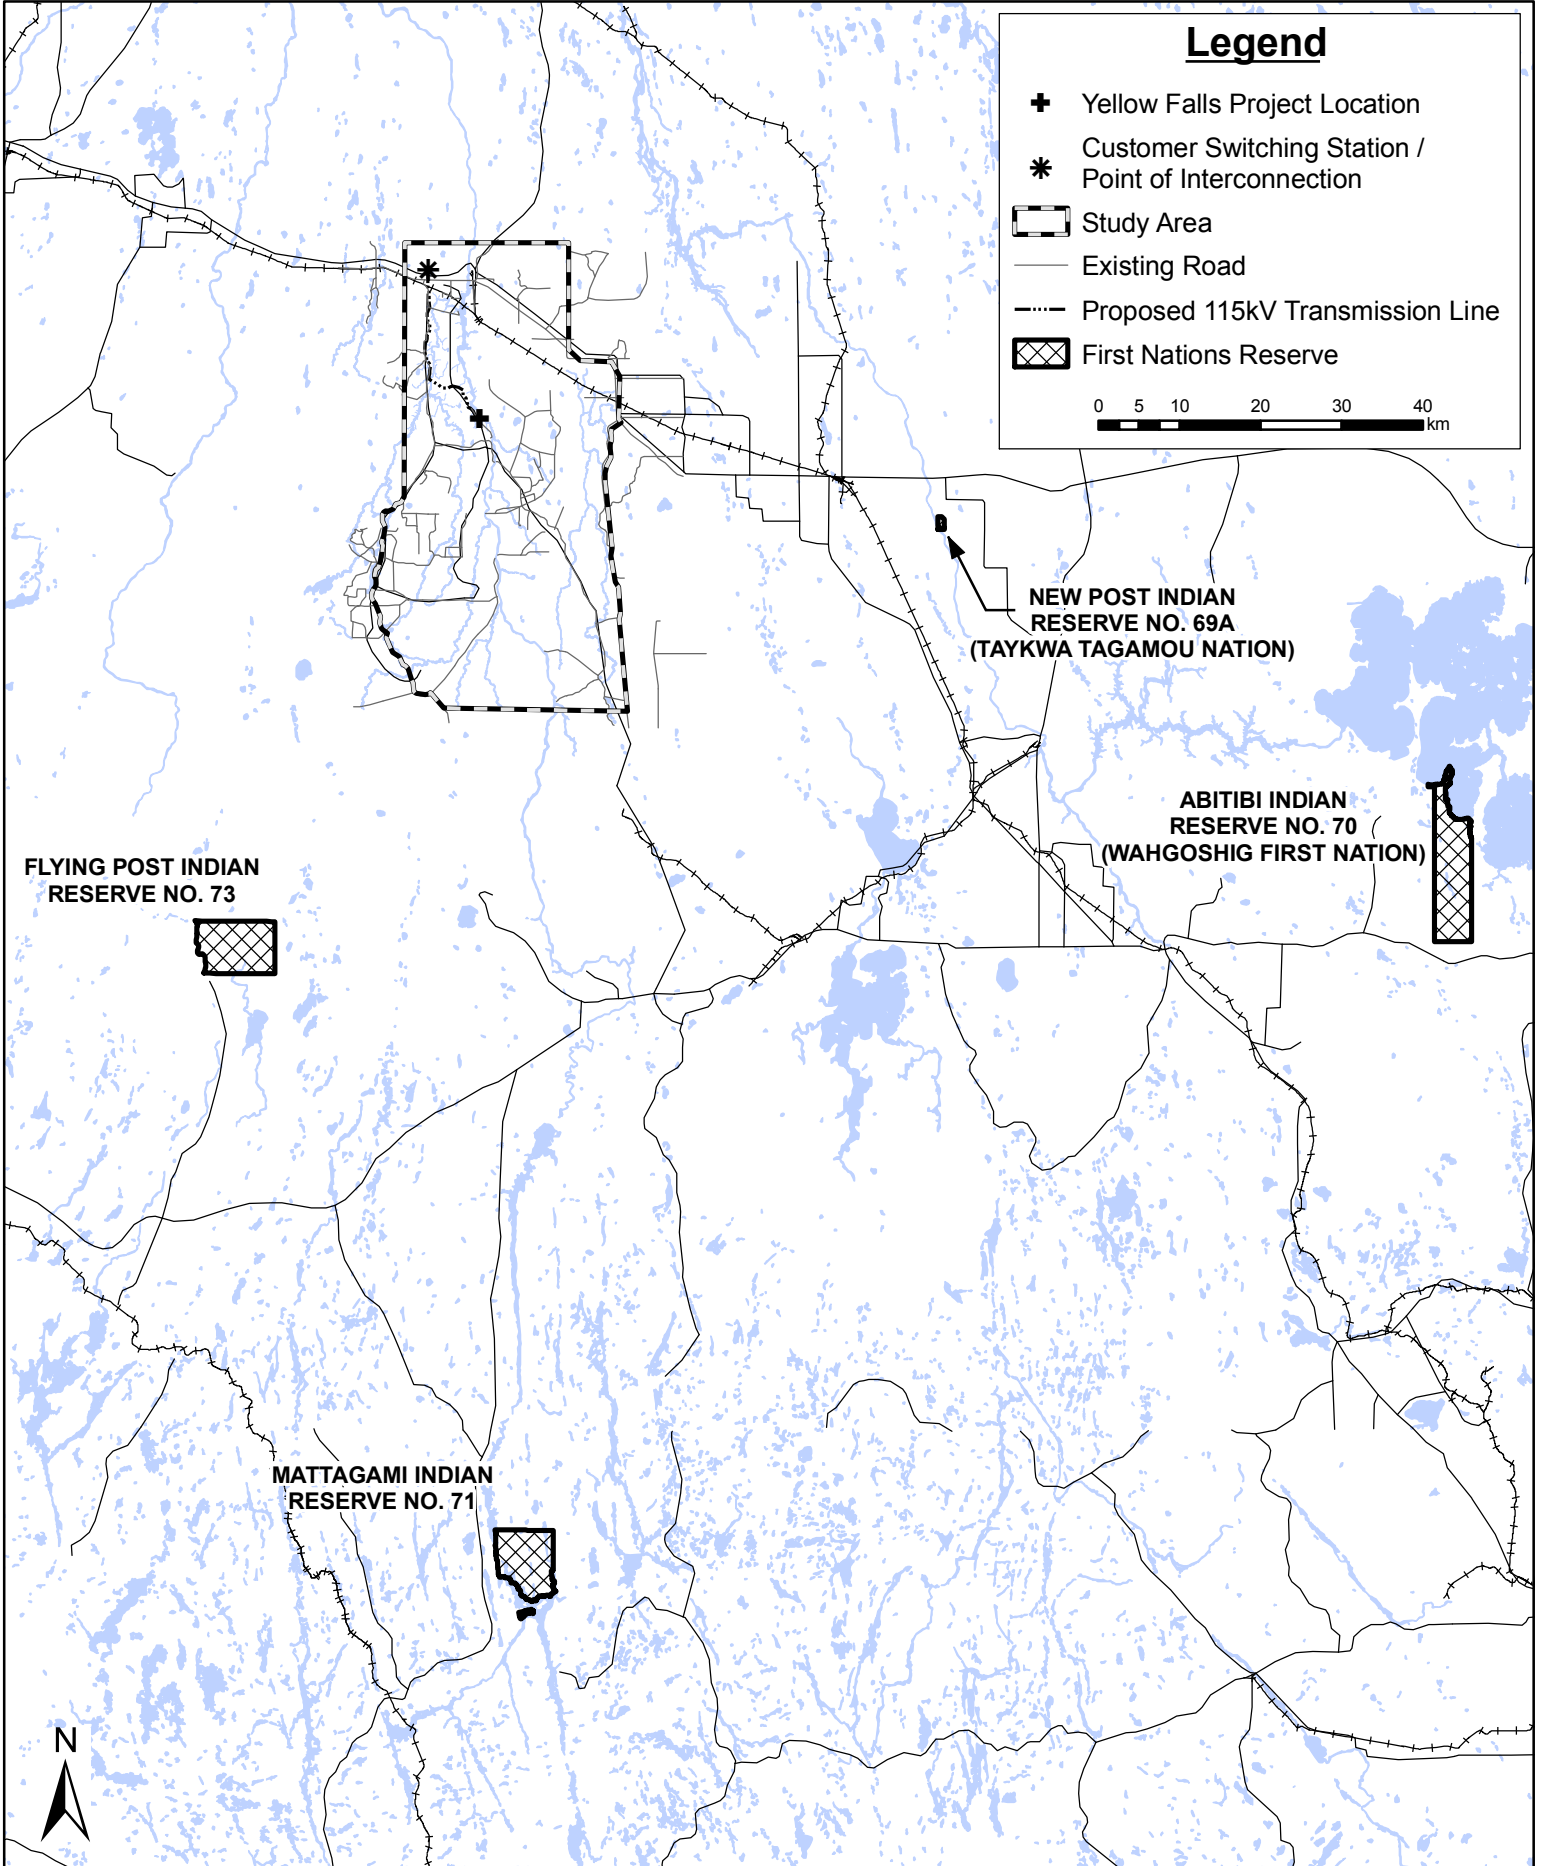 Legend
Yellow Falls Project Location
Customer Switching Station /
Point of Interconnection
Study Area
Existing Road
Proposed 115kV Transmission Line
First Nations Reserve
0 5 10 20 30 40
km
NEW POST INDIAN
RESERVE NO. 69A
(TAYKWA TAGAMOU NATION)
ABITIBI INDIAN
RESERVE NO. 70
(WAHGOSHIG FIRST NATION)
FLYING POST INDIAN
RESERVE NO. 73
MATTAGAMI INDIAN
RESERVE NO. 71
N